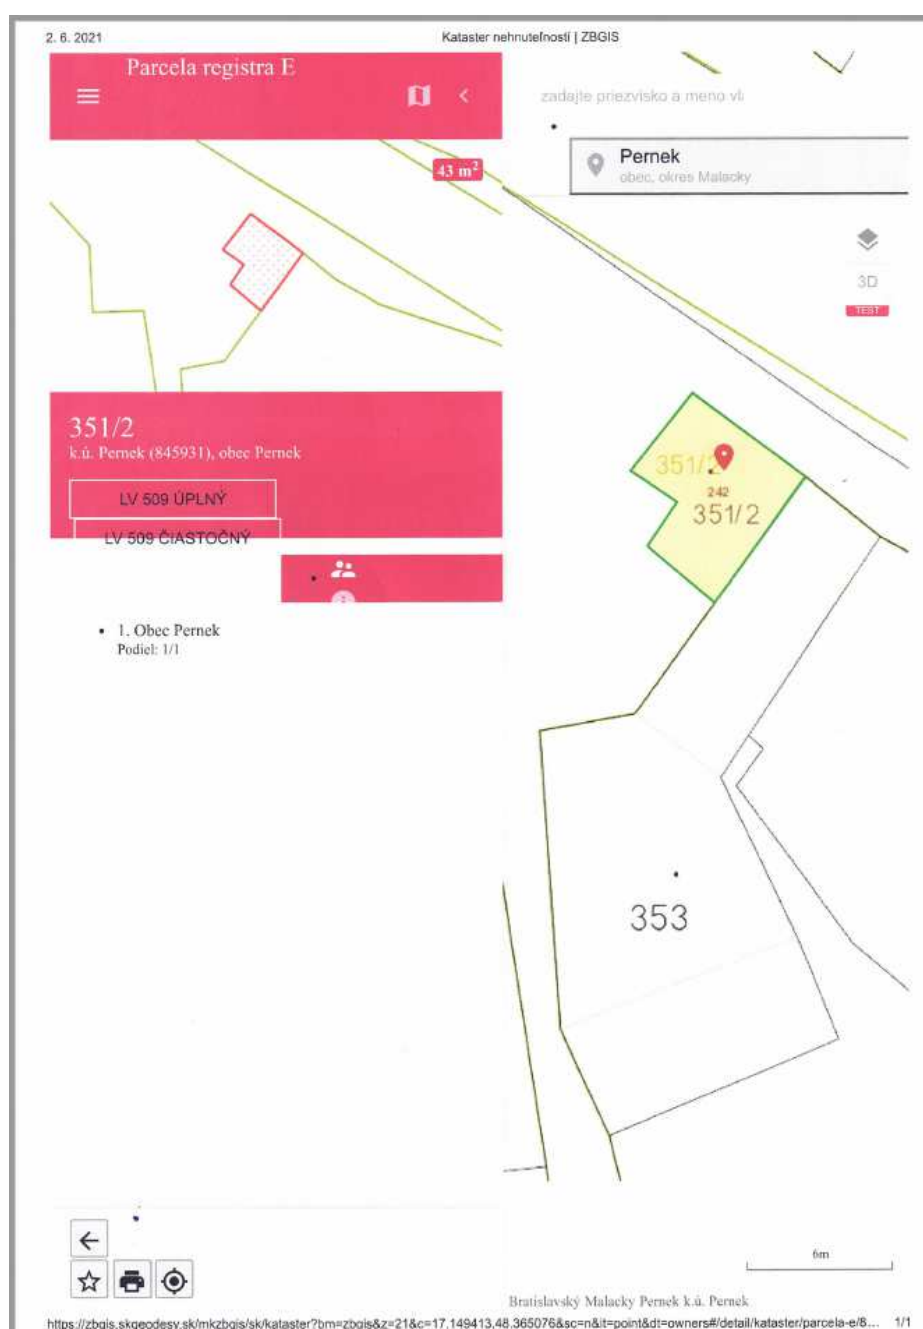 2. 6. 2021
Kataster nehnuteľností | ZBGIS
Parcela registra E
43 m²
351/2
k.ú. Pernek (845931), obec Pernek
LV 509 ÚPLNÝ
LV 509 ČIASTOČNÝ
1. Obec Pernek
Podiel: 1/1
zadajte priezvisko a meno vla
Pernek
obec, okres Malacky
3D
TEST
351/2
242
351/2
353
6m
Bratislavský Malacky Pernek k.ú. Pernek
https://zbgis.skgeodesy.sk/mkzbgis/sk/kataster?bm=zbgis&z=21&c=17.149413,48.365076&sc=n&it=point&dt=owners#/detail/kataster/parcela-e/8... 1/1